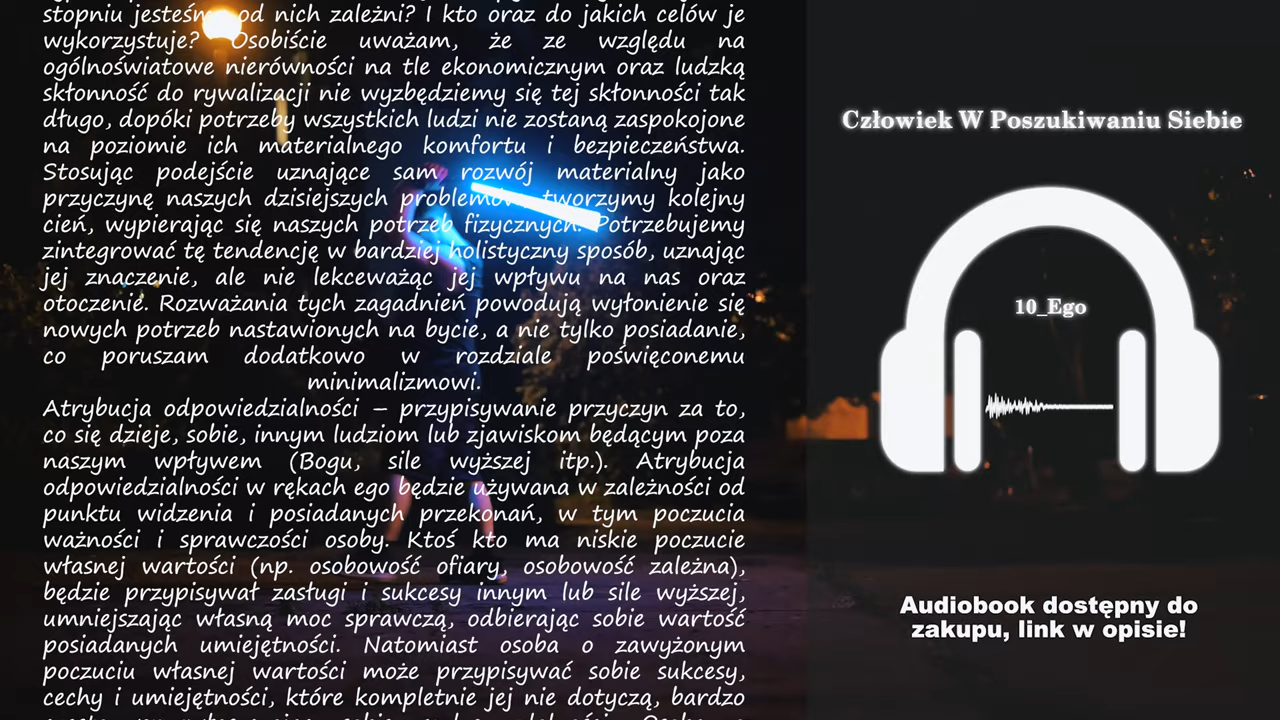 stopniu jesteśmy od nich zależni? I kto oraz do jakich celów je
wykorzystuje? Osobiście uważam, że ze względu na
ogólnoświatowe nierówności na tle ekonomicznym oraz ludzką
skłonność do rywalizacji nie wyzbędziemy się tej skłonności tak
długo, dopóki potrzeby wszystkich ludzi nie zostaną zaspokojone
na poziomie ich materialnego komfortu i bezpieczeństwa.
Stosując podejście uznające sam rozwój materialny jako
przyczynę naszych dzisiejszych problemów, tworzymy kolejny
cień, wypierając się naszych potrzeb fizycznych. Potrzebujemy
zintegrować tę tendencję w bardziej holistyczny sposób, uznając
jej znaczenie, ale nie lekceważąc jej wpływu na nas oraz
otoczenie. Rozważania tych zagadnień powodują wyłonienie się
nowych potrzeb nastawionych na bycie, a nie tylko posiadanie,
co poruszam dodatkowo w rozdziale poświęconemu
minimalizmowi.
Atrybucja odpowiedzialności – przypisywanie przyczyn za to,
co się dzieje, sobie, innym ludziom lub zjawiskom będącym poza
naszym wpływem (Bogu, sile wyższej itp.). Atrybucja
odpowiedzialności w rękach ego będzie używana w zależności od
punktu widzenia i posiadanych przekonań, w tym poczucia
ważności i sprawczości osoby. Ktoś kto ma niskie poczucie
własnej wartości (np. osobowość ofiary, osobowość zależna),
będzie przypisywał zasługi i sukcesy innym lub sile wyższej,
umniejszając własną moc sprawczą, odbierając sobie wartość
posiadanych umiejętności. Natomiast osoba o zawyżonym
poczuciu własnej wartości może przypisywać sobie sukcesy,
cechy i umiejętności, które kompletnie jej nie dotyczą, bardzo
Człowiek W Poszukiwaniu Siebie
10_Ego
Audiobook dostępny do
zakupu, link w opisie!